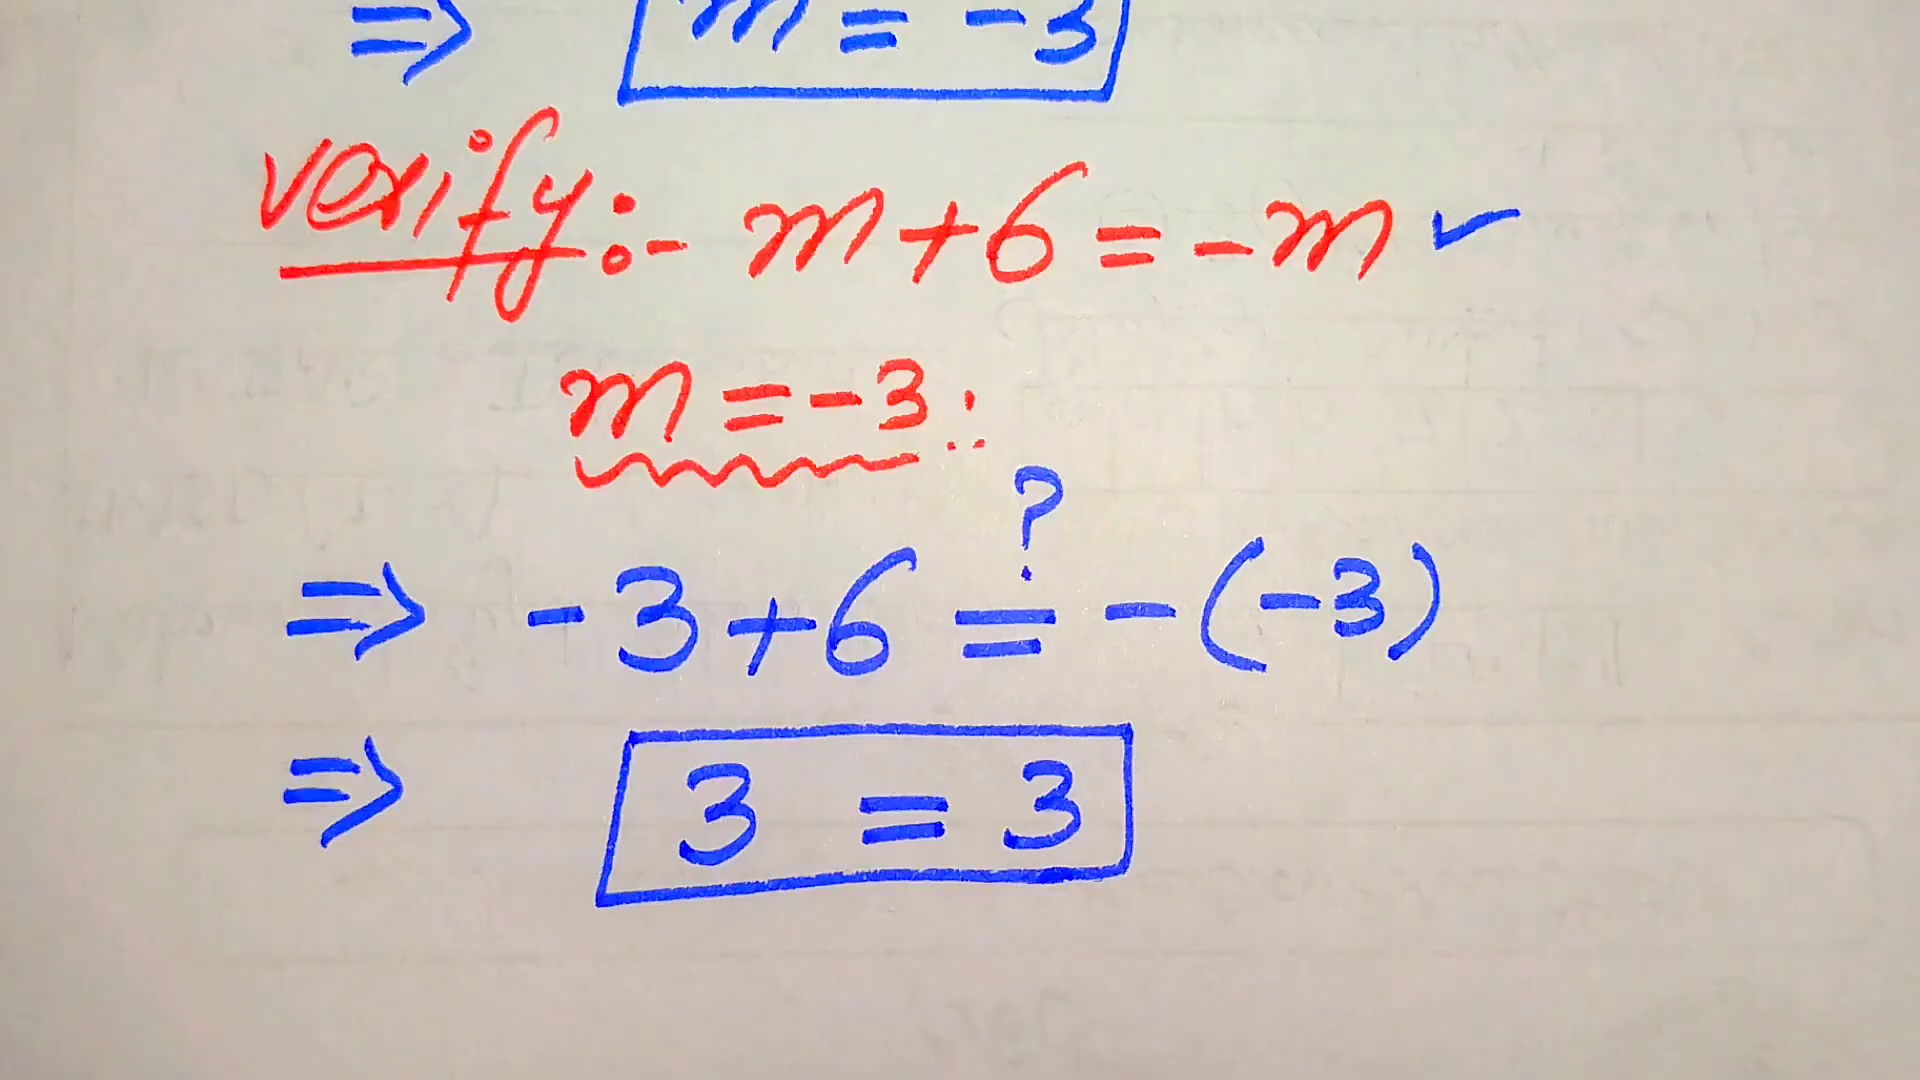 ⇒ m = -3
Verify:- m+6 = -m ✓
m = -3 :
?
⇒ -3+6 = -(-3)
⇒ 3 = 3